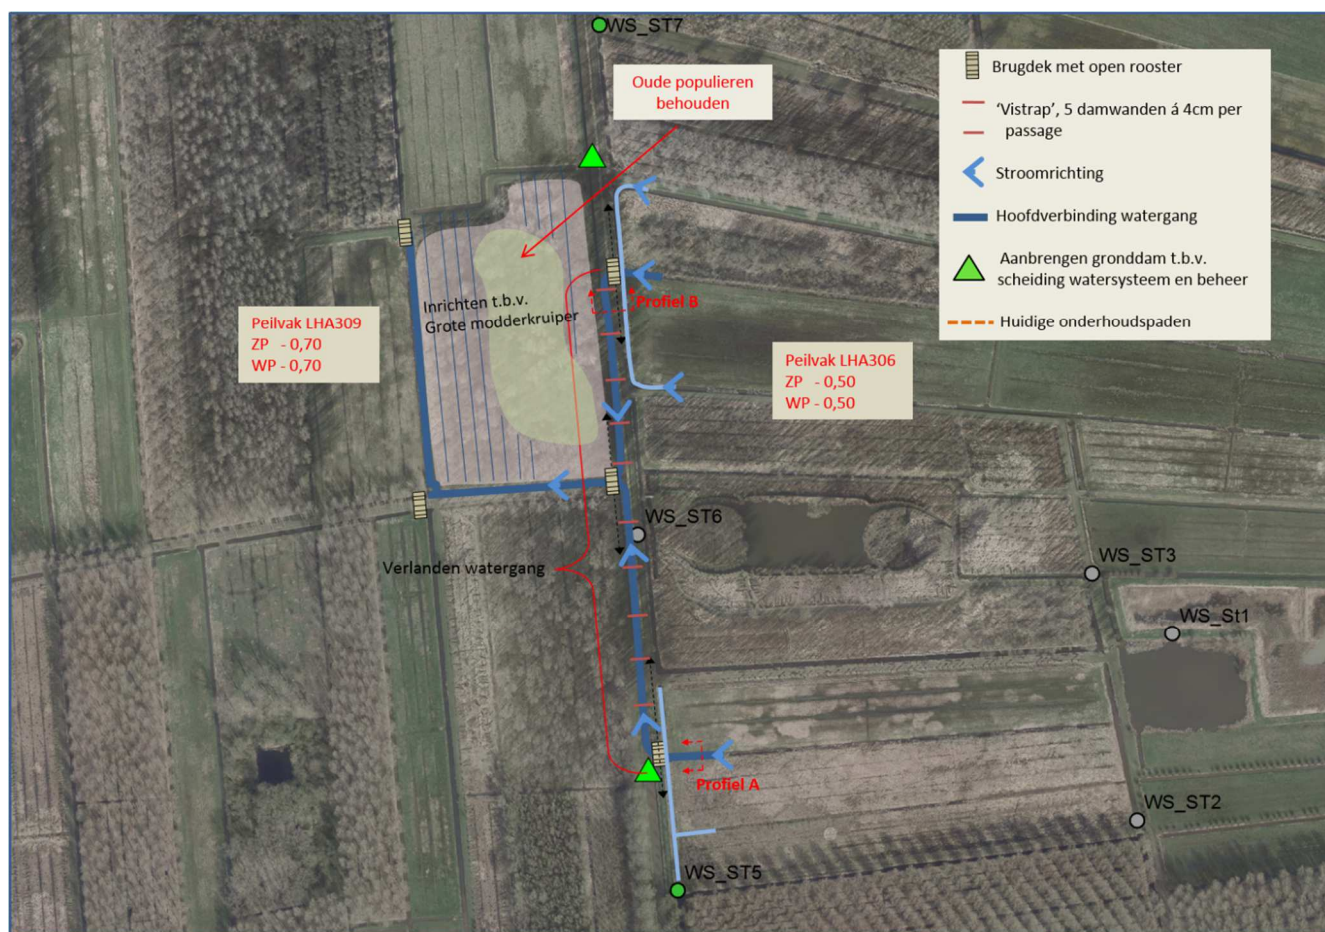 WS_ST7
Oude populieren
behouden
Brugdek met open rooster
‘Vistrap’, 5 damwanden á 4cm per
passage
Stroomrichting
Hoofdverbinding watergang
Aanbrengen gronddam t.b.v.
scheiding watersysteem en beheer
Huidige onderhoudspaden
Inrichten t.b.v.
Grote modderkruiper
Profiel B
Peilvak LHA309
ZP - 0,70
WP - 0,70
Peilvak LHA306
ZP - 0,50
WP - 0,50
WS_ST6
Verlanden watergang
WS_ST3
WS_St1
Profiel A
WS_ST2
WS_ST5